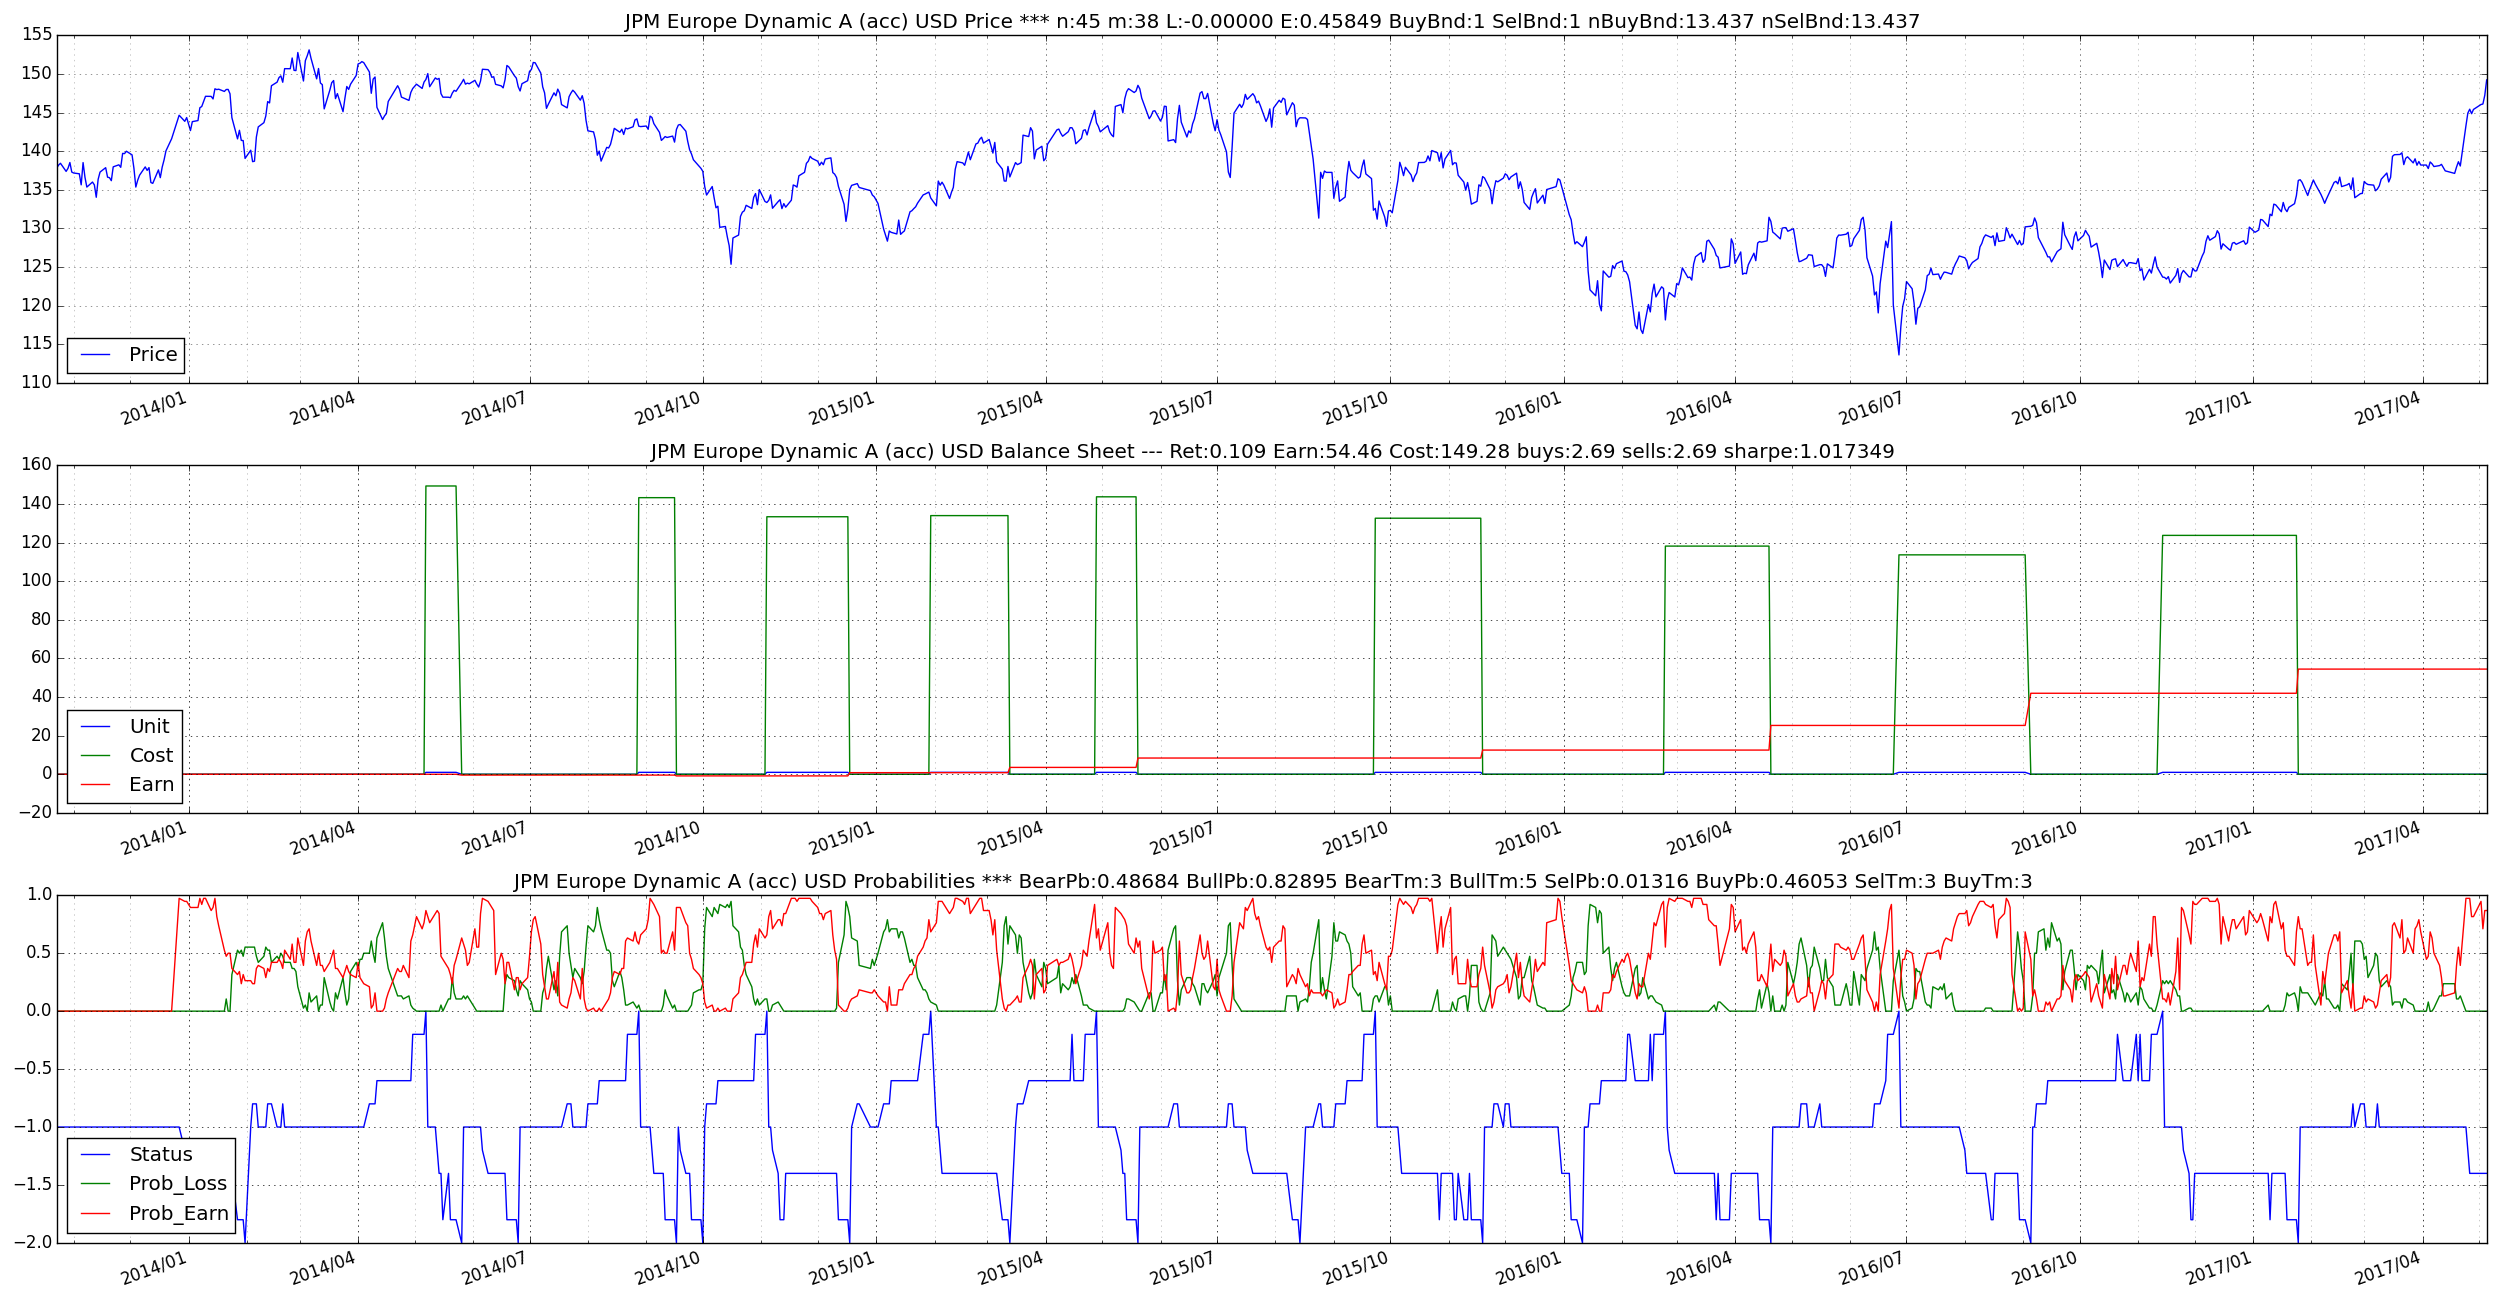 JPM Europe Dynamic A (acc) USD Price *** n:45 m:38 L:-0.00000 E:0.45849 BuyBnd:1 SelBnd:1 nBuyBnd:13.437 nSelBnd:13.437
155
150
145
140
135
130
125
120
115
110
Price
2014/01 2014/04 2014/07 2014/10 2015/01 2015/04 2015/07 2015/10 2016/01 2016/04 2016/07 2016/10 2017/01 2017/04
JPM Europe Dynamic A (acc) USD Balance Sheet --- Ret:0.109 Earn:54.46 Cost:149.28 buys:2.69 sells:2.69 sharpe:1.017349
160
140
120
100
80
60
40
20
0
−20
Unit
Cost
Earn
2014/01 2014/04 2014/07 2014/10 2015/01 2015/04 2015/07 2015/10 2016/01 2016/04 2016/07 2016/10 2017/01 2017/04
JPM Europe Dynamic A (acc) USD Probabilities *** BearPb:0.48684 BullPb:0.82895 BearTm:3 BullTm:5 SelPb:0.01316 BuyPb:0.46053 SelTm:3 BuyTm:3
1.0
0.5
0.0
−0.5
−1.0
−1.5
−2.0
Status
Prob_Loss
Prob_Earn
2014/01 2014/04 2014/07 2014/10 2015/01 2015/04 2015/07 2015/10 2016/01 2016/04 2016/07 2016/10 2017/01 2017/04